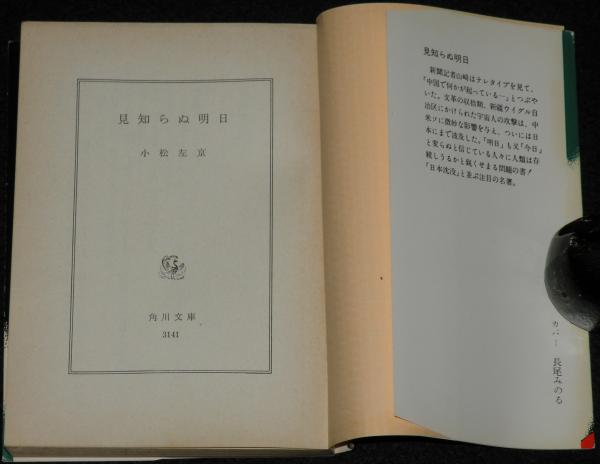 見知らぬ明日
小松左京
角川文庫
3141
見知らぬ明日
新聞記者山崎はテレタイプを見て、
「中国で何かが起っている…」とつぶや
いた。文革の収拾期、新疆ウイグル自
治区にかけられた宇宙人の攻撃は、中
米ソに微妙な影響を与え、ついには日
本にまで波及した。「明日」も又「今日」
と変らぬと信じている人々に人類は存
続しうるかと鋭くせまる問題の書!
「日本沈没」と並ぶ注目の名著。
カバー 長尾みのる